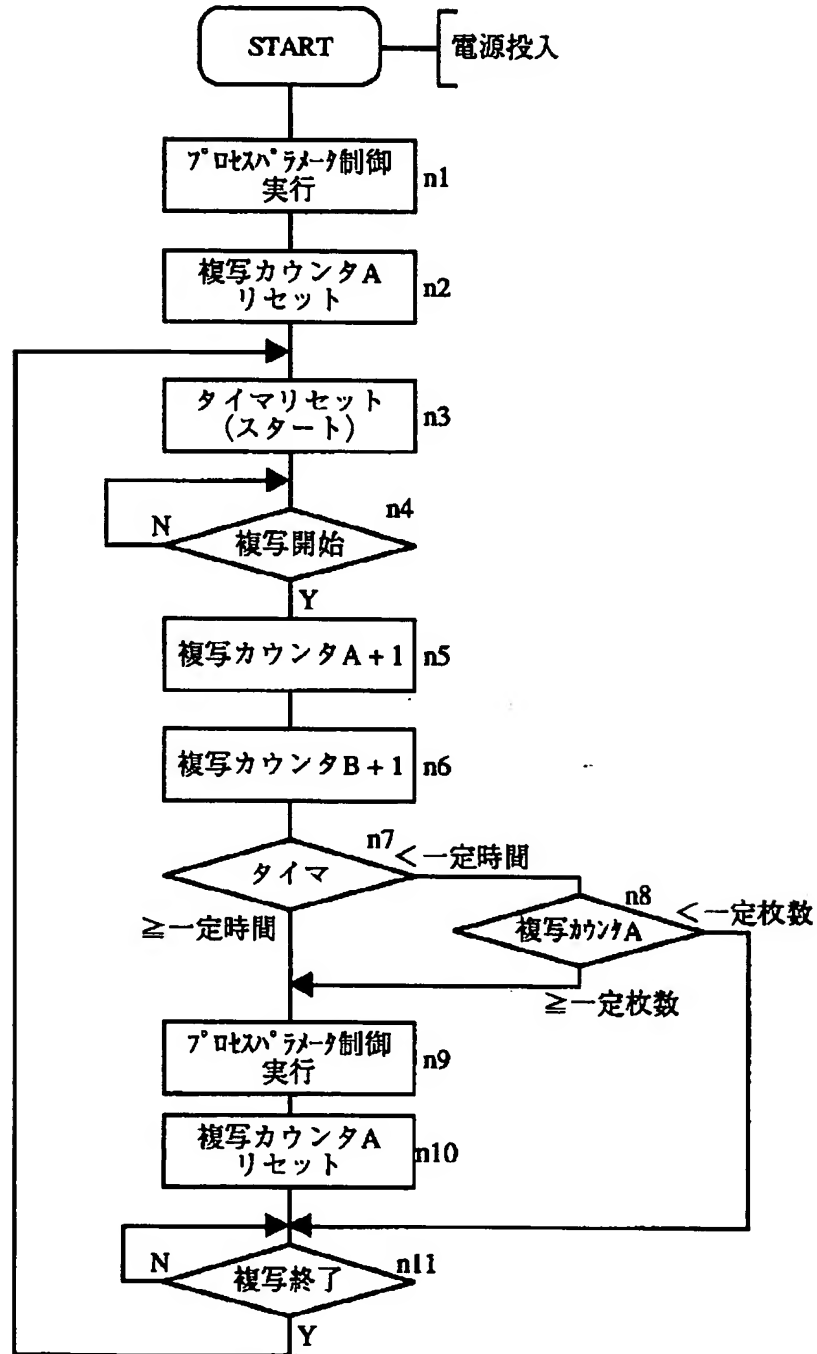 START
電源投入
プロセスパラメータ制御
実行
n1
複写カウンタA
リセット
n2
タイマリセット
(スタート)
n3
n4
N
複写開始
Y
複写カウンタA+1
n5
複写カウンタB+1
n6
n7
<一定時間
タイマ
≧一定時間
n8
<一定枚数
複写カウンタA
≧一定枚数
プロセスパラメータ制御
実行
n9
複写カウンタA
リセット
n10
N
n11
複写終了
Y